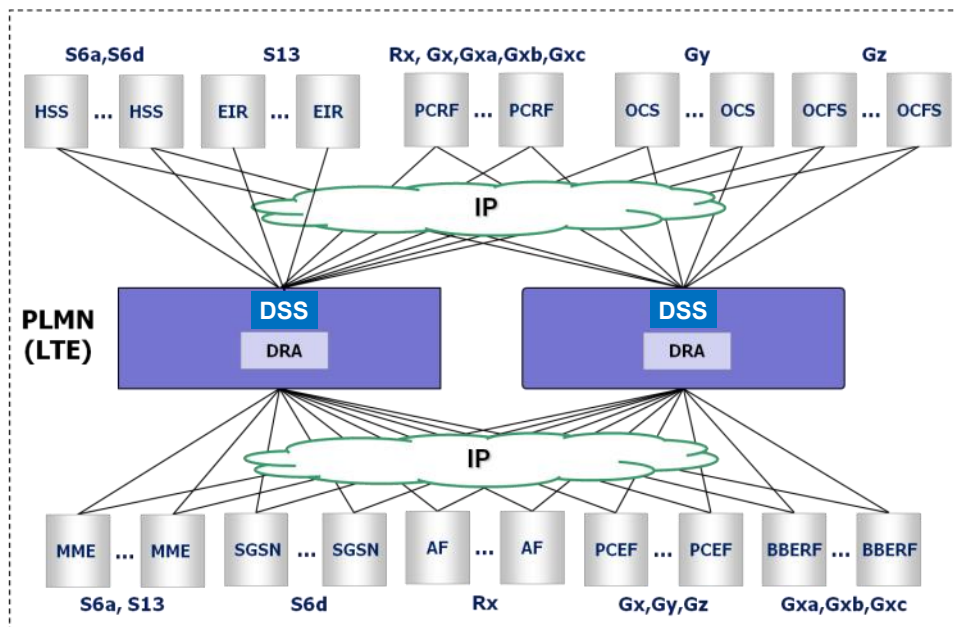 S6a,S6d S13 Rx, Gx,Gxa,Gxb,Gxc Gy Gz
HSS ... HSS EIR ... EIR PCRF ... PCRF OCS ... OCS OCFS ... OCFS
IP
PLMN
(LTE)
DSS DSS
DRA DRA
IP
MME ... MME SGSN ... SGSN AF ... AF PCEF ... PCEF BBERF ... BBERF
S6a, S13 S6d Rx Gx,Gy,Gz Gxa,Gxb,Gxc